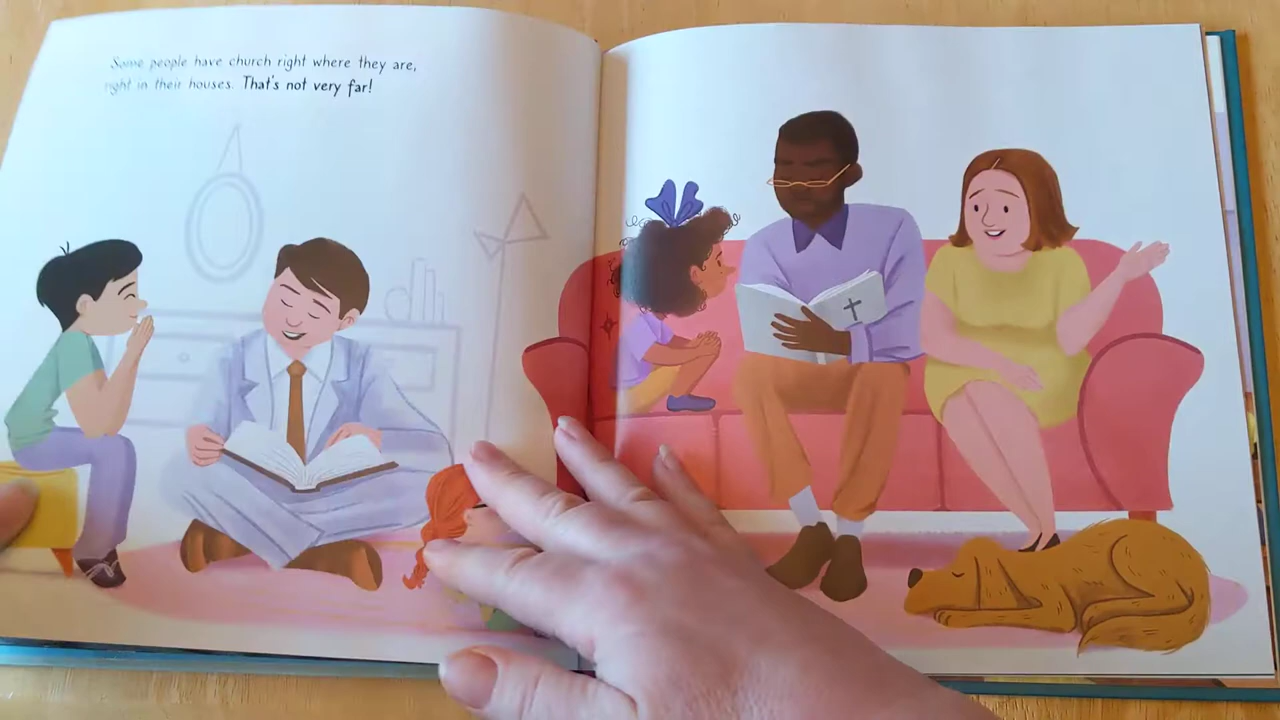 Some people have church right where they are,
right in their houses. That's not very far!